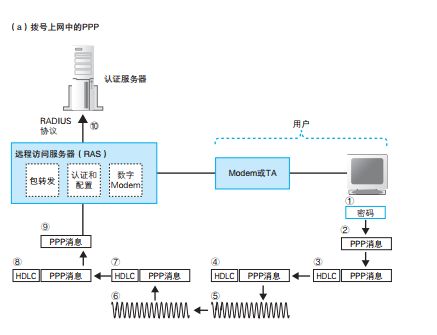 （a）拨号上网中的PPP
认证服务器
RADIUS
协议
⑩
用户
远程访问服务器（RAS）
包转发
认证和
配置
数字
Modem
Modem或TA
①
密码
②
PPP消息
⑨
PPP消息
⑧
HDLC PPP消息
⑦
HDLC PPP消息
④
HDLC PPP消息
③
HDLC PPP消息
⑥
⑤